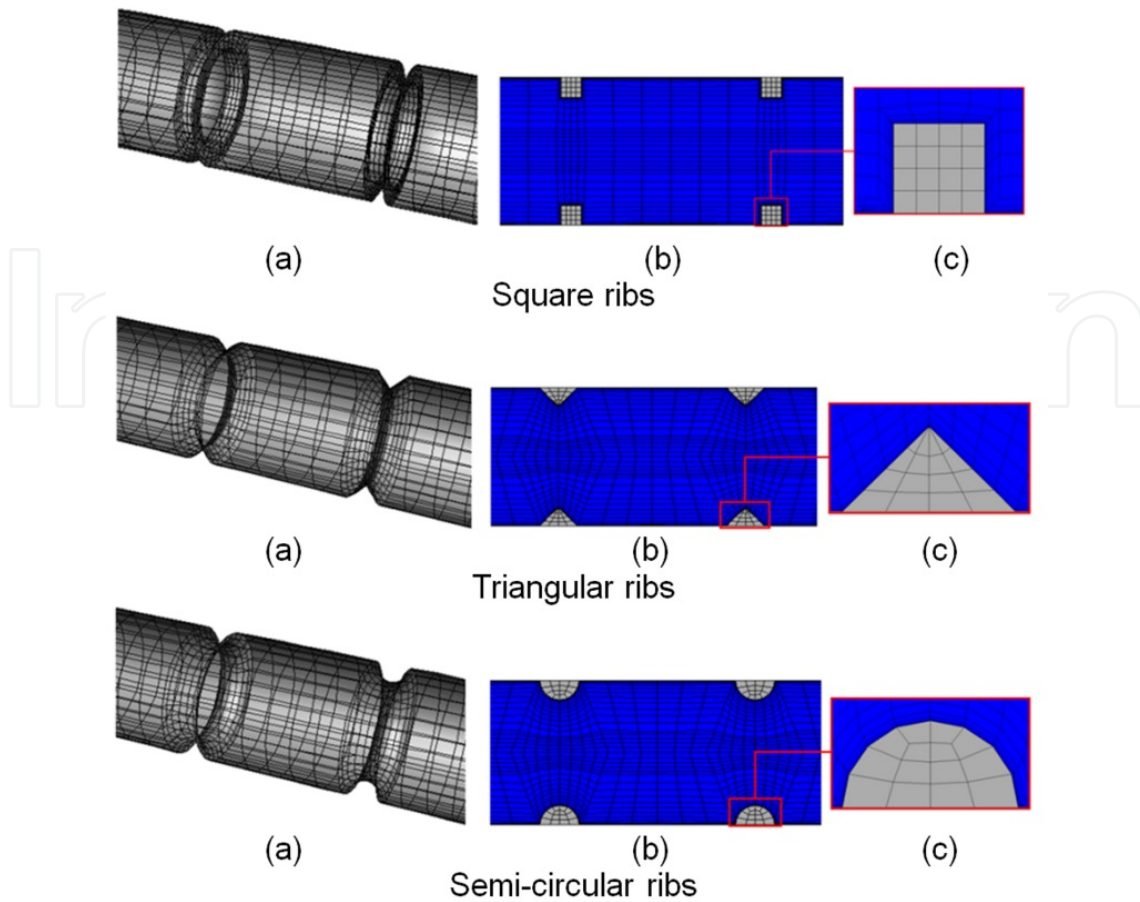 (a) (b) (c)
Square ribs
(a) (b) (c)
Triangular ribs
(a) (b) (c)
Semi-circular ribs